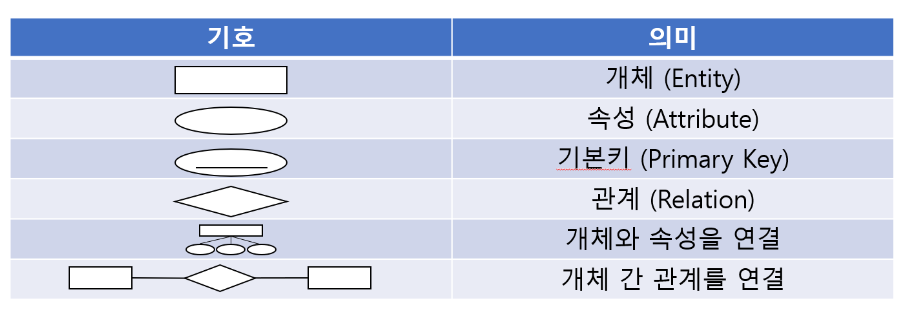 기호 의미
개체 (Entity)
속성 (Attribute)
기본키 (Primary Key)
관계 (Relation)
개체와 속성을 연결
개체 간 관계를 연결